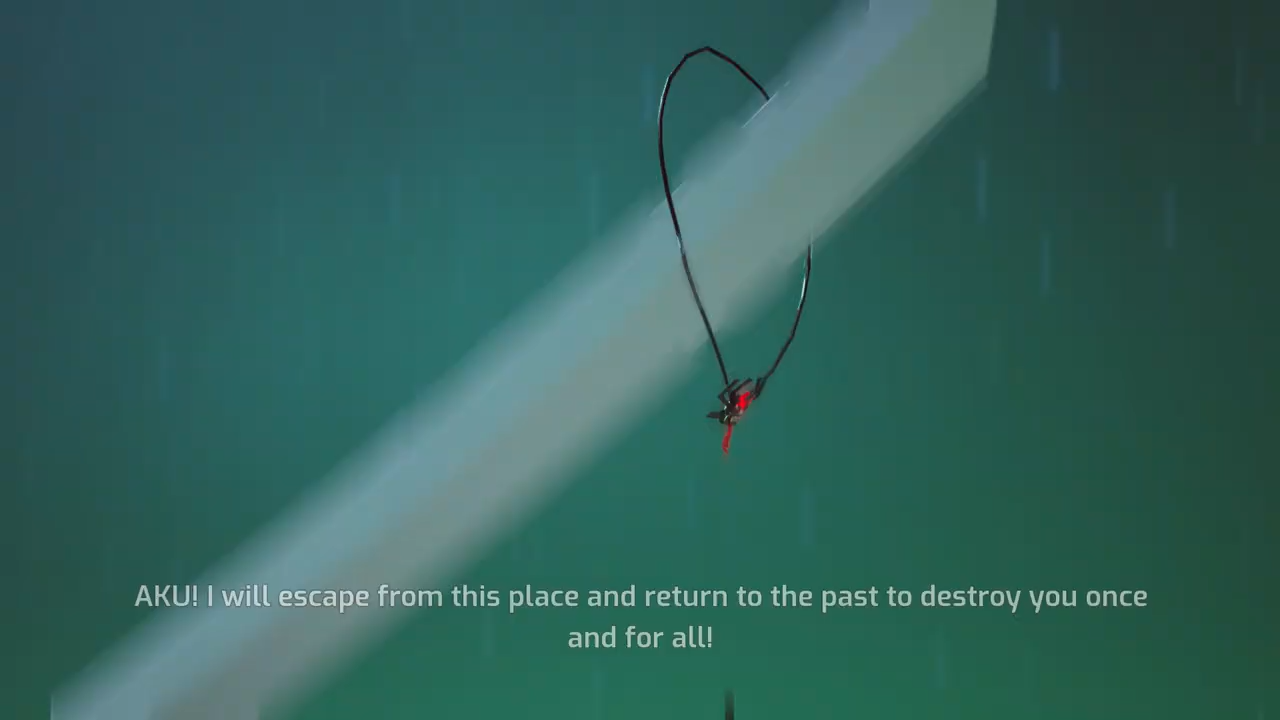 AKU! I will escape from this place and return to the past to destroy you once
and for all!